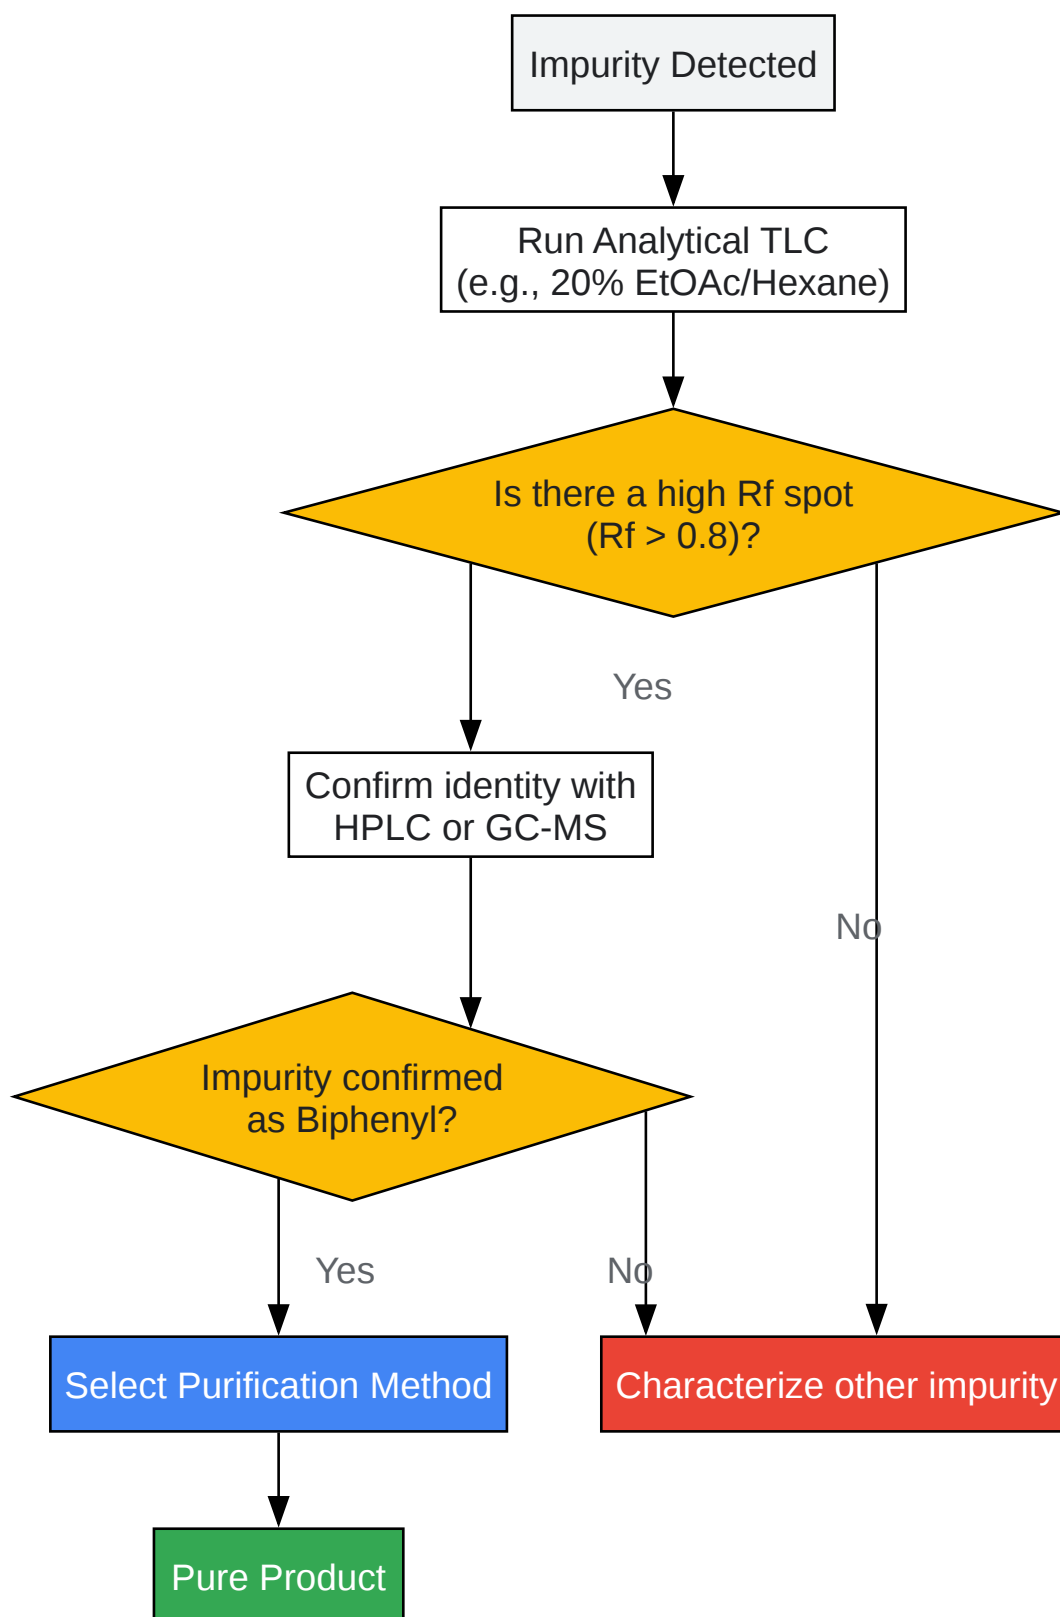 Impurity Detected
Run Analytical TLC
(e.g., 20% EtOAc/Hexane)
Is there a high Rf spot
(Rf > 0.8)?
Yes
Confirm identity with
HPLC or GC-MS
No
Impurity confirmed
as Biphenyl?
Yes
No
Select Purification Method
Characterize other impurity
Pure Product